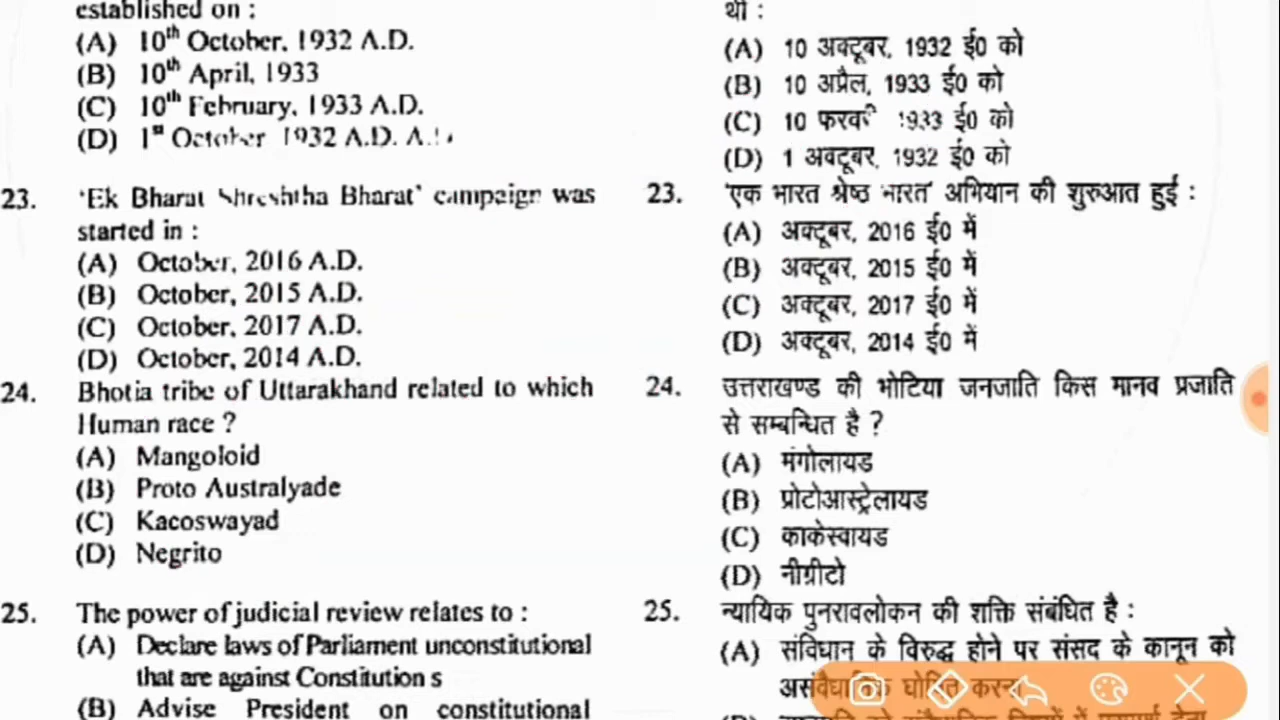 established on :
(A) 10th October, 1932 A.D.
(B) 10th April, 1933
(C) 10th February, 1933 A.D.
(D) 1st October 1932 A.D.
23. 'Ek Bharat Shreshtha Bharat' campaign was
started in :
(A) October, 2016 A.D.
(B) October, 2015 A.D.
(C) October, 2017 A.D.
(D) October, 2014 A.D.
24. Bhotia tribe of Uttarakhand related to which
Human race ?
(A) Mangoloid
(B) Proto Australyade
(C) Kacoswayad
(D) Negrito
25. The power of judicial review relates to :
(A) Declare laws of Parliament unconstitutional
that are against Constitution s
(B) Advise President on constitutional
थी :
(A) 10 अक्टूबर, 1932 ई0 को
(B) 10 अप्रैल, 1933 ई0 को
(C) 10 फरवरी 1933 ई0 को
(D) 1 अक्टूबर, 1932 ई0 को
23. 'एक भारत श्रेष्ठ भारत' अभियान की शुरुआत हुई :
(A) अक्टूबर, 2016 ई0 में
(B) अक्टूबर, 2015 ई0 में
(C) अक्टूबर, 2017 ई0 में
(D) अक्टूबर, 2014 ई0 में
24. उत्तराखण्ड की भोटिया जनजाति किस मानव प्रजाति
से सम्बन्धित है ?
(A) मंगोलायड
(B) प्रोटोआस्ट्रेलायड
(C) काकेस्वायड
(D) नीग्रीटो
25. न्यायिक पुनरावलोकन की शक्ति संबंधित है :
(A) संविधान के विरुद्ध होने पर संसद के कानून को
असंवैधानिक घोषित करना